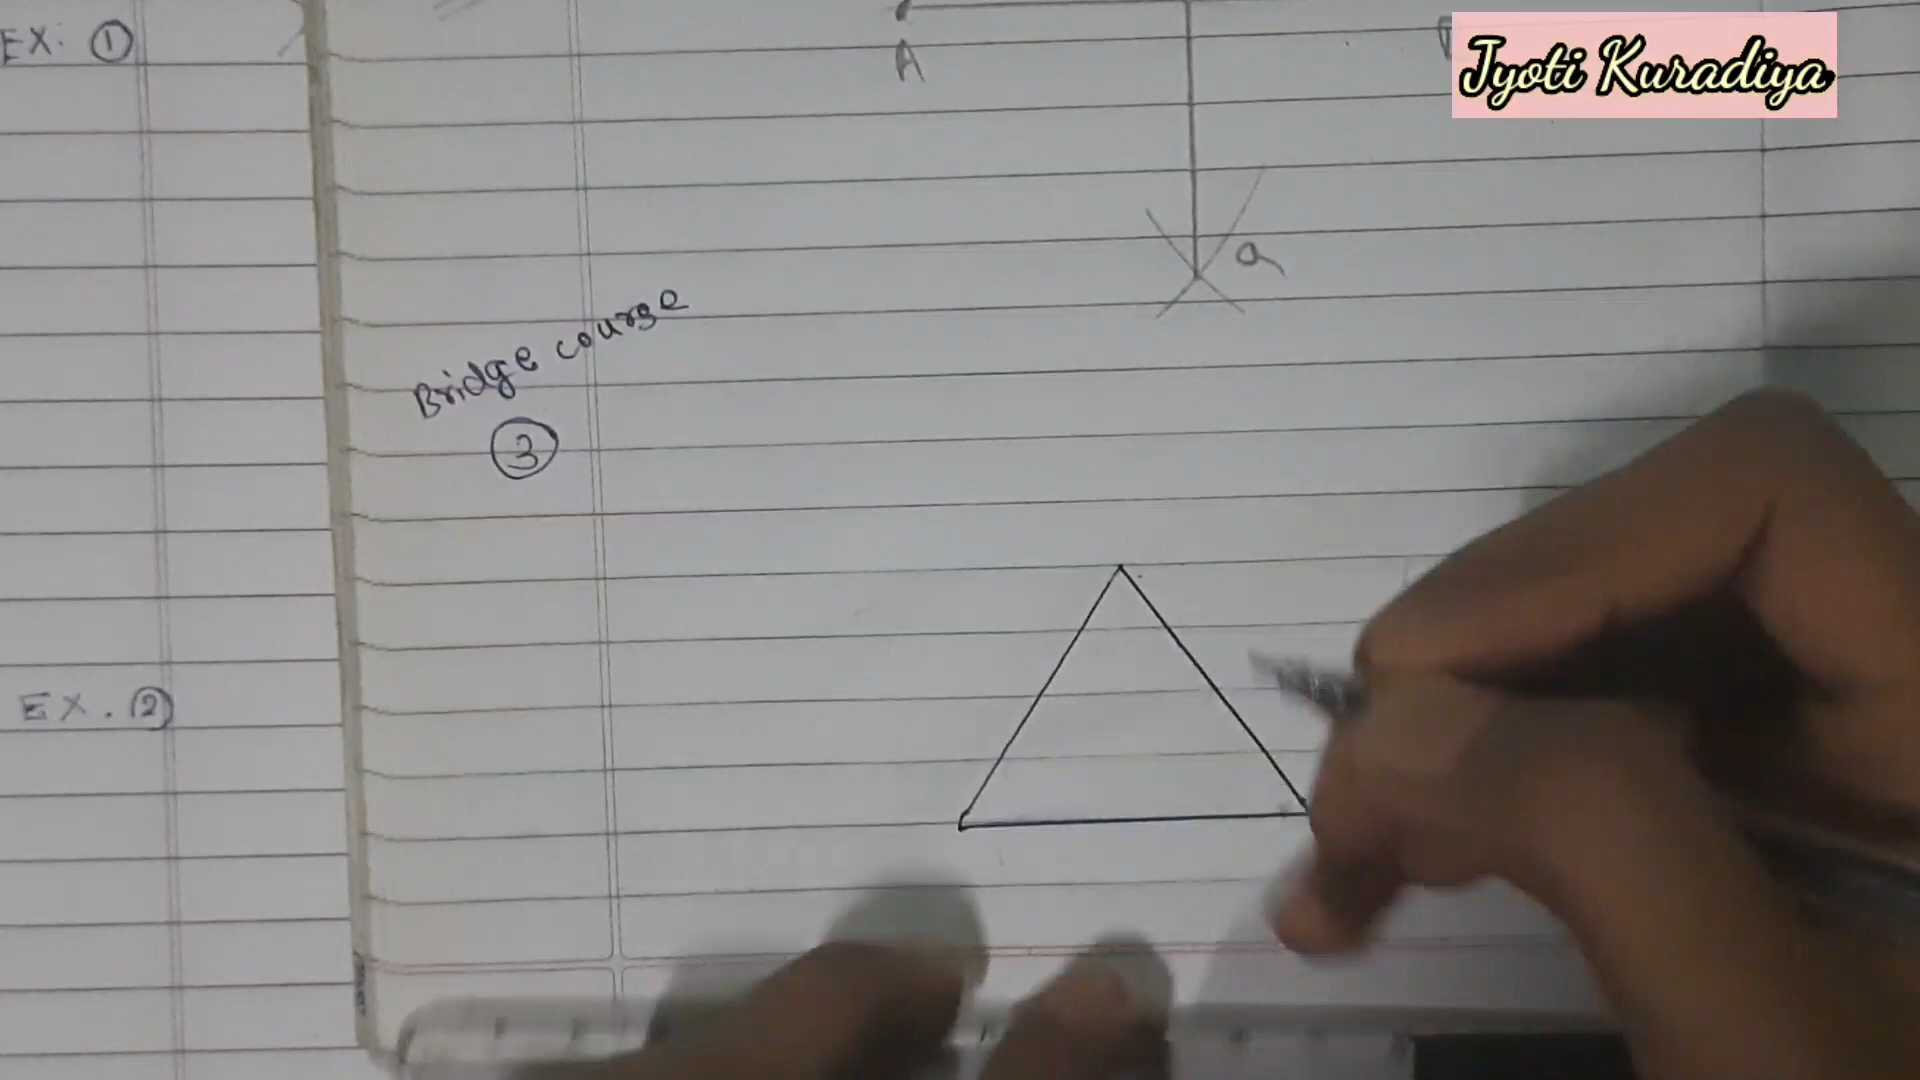 EX. ①
A
Jyoti Kuradiya
Q
Bridge course
③
EX. ②